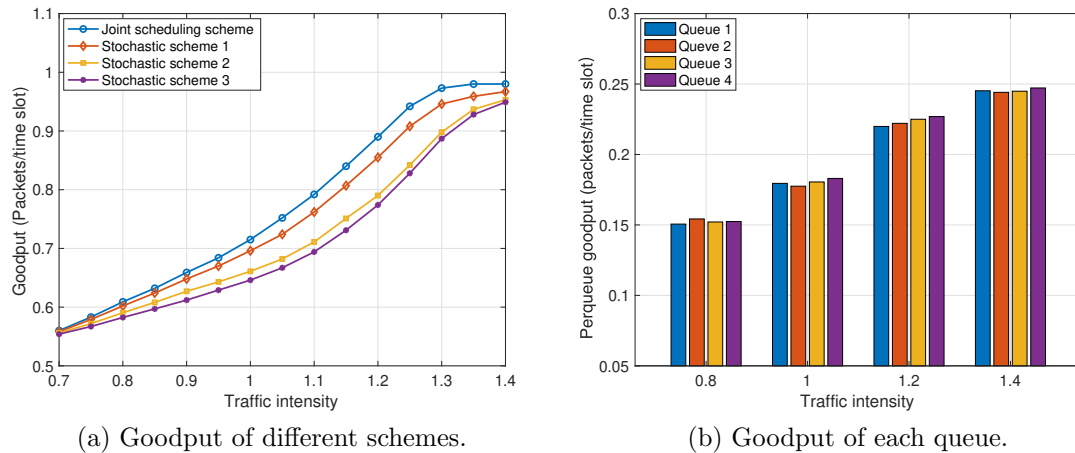 1.1
1
0.9
0.8
0.7
0.6
0.5
Goodput (Packets/time slot)
Joint scheduling scheme
Stochastic scheme 1
Stochastic scheme 2
Stochastic scheme 3
0.7 0.8 0.9 1 1.1 1.2 1.3 1.4
Traffic intensity
(a) Goodput of different schemes.
0.3
0.25
0.2
0.15
0.1
0.05
Perqueue goodput (packets/time slot)
Queue 1
Queve 2
Queue 3
Queue 4
0.8 1 1.2 1.4
Traffic intensity
(b) Goodput of each queue.